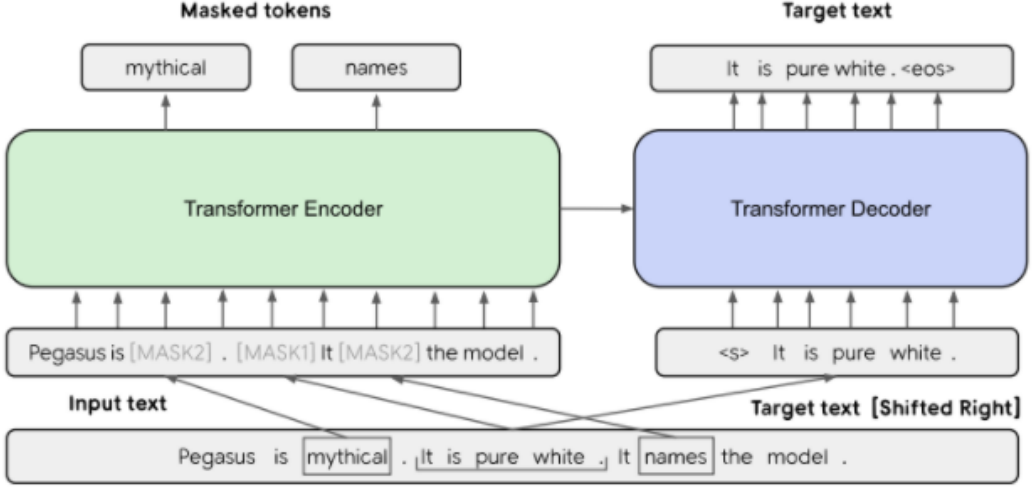 Masked tokens
Target text
mythical
names
It is pure white . <eos>
Transformer Encoder
Transformer Decoder
Pegasus is [MASK2] . [MASK1] It [MASK2] the model .
<s> It is pure white .
Input text
Target text [Shifted Right]
Pegasus is mythical . It is pure white . It names the model .